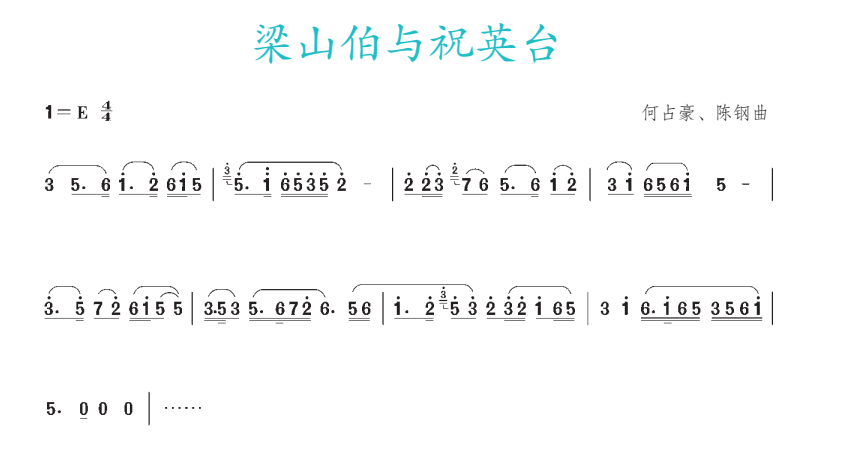 梁山伯与祝英台
1=E 4/4
何占豪、陈钢曲
3 5. 6 1. 2 6 1 5 | 3 5. 1 6 5 3 5 2 - | 2 2 3 2 7 6 5. 6 1 2 | 3 1 6 5 6 1 5 - |
3. 5 7 2 6 1 5 5 | 3.5 3 5. 6 7 2 6. 5 6 | 1. 2 3 5 3 2 3 2 1 6 5 | 3 1 6. 1 6 5 3 5 6 1 |
5. 0 0 0 | ······